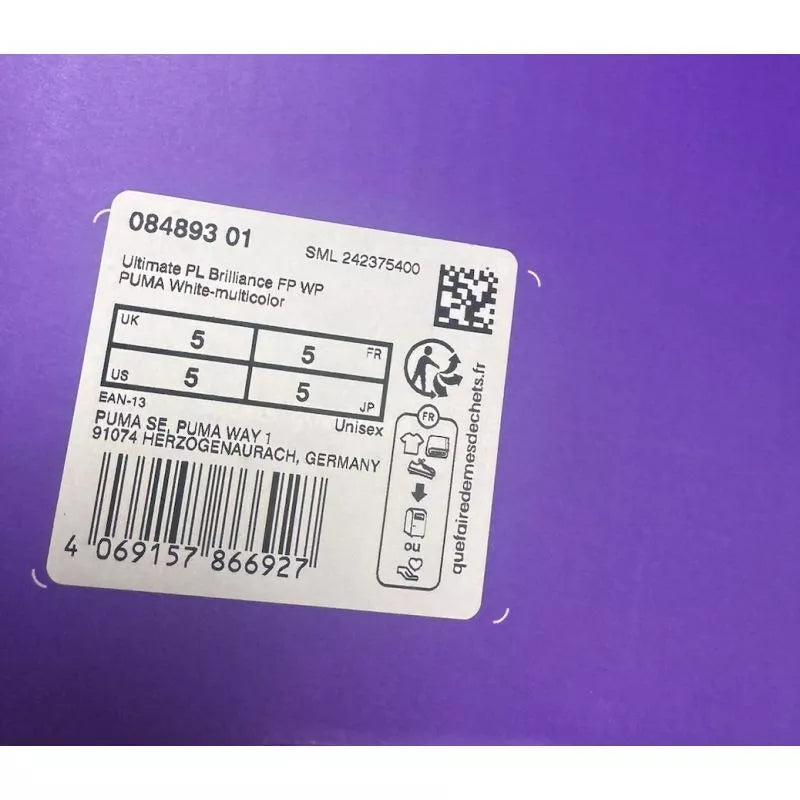 084893 01
SML 242375400
Ultimate PL Brilliance FP WP
PUMA White-multicolor
UK 5 5 FR
US 5 5 JP
EAN-13
Unisex
PUMA SE, PUMA WAY 1
91074 HERZOGENAURACH, GERMANY
4 069157 866927
FR
ou
quefairedemesdechets.fr